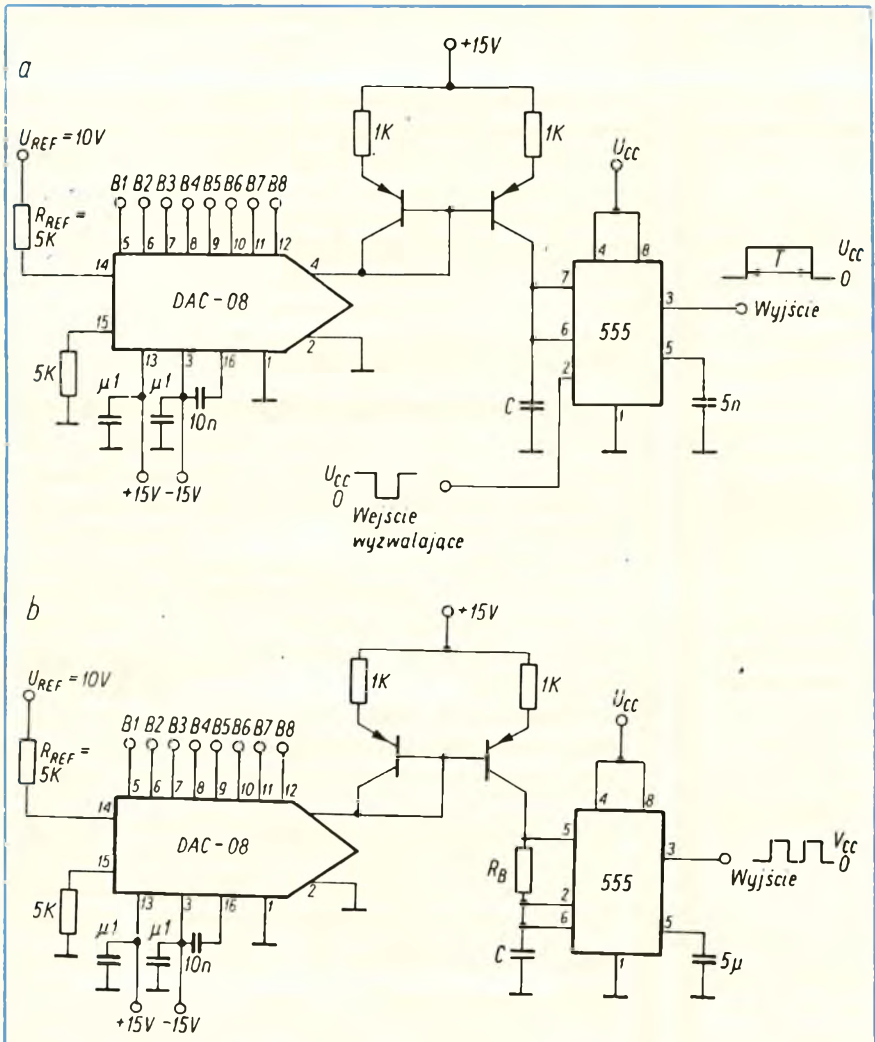 a
+15V
1K
1K
U_REF = 10V
R_REF =
5K
B1 B2 B3 B4 B5 B6 B7 B8
5 6 7 8 9 10 11 12
14
DAC-08
4
15
2
5K
13
3
16
1
μ1
μ1
10n
+15V -15V
U_CC
4
8
7
6
2
555
3
5
1
C
5n
T
U_CC
0
Wyjście
U_CC
0
Wejście
wyzwalające
b
+15V
1K
1K
U_REF = 10V
R_REF =
5K
B1 B2 B3 B4 B5 B6 B7 B8
5 6 7 8 9 10 11 12
14
DAC-08
15
2
5K
13
3
16
1
μ1
μ1
10n
+15V -15V
U_CC
4
8
5
R_B
2
6
555
3
5
1
C
5μ
V_CC
0
Wyjście